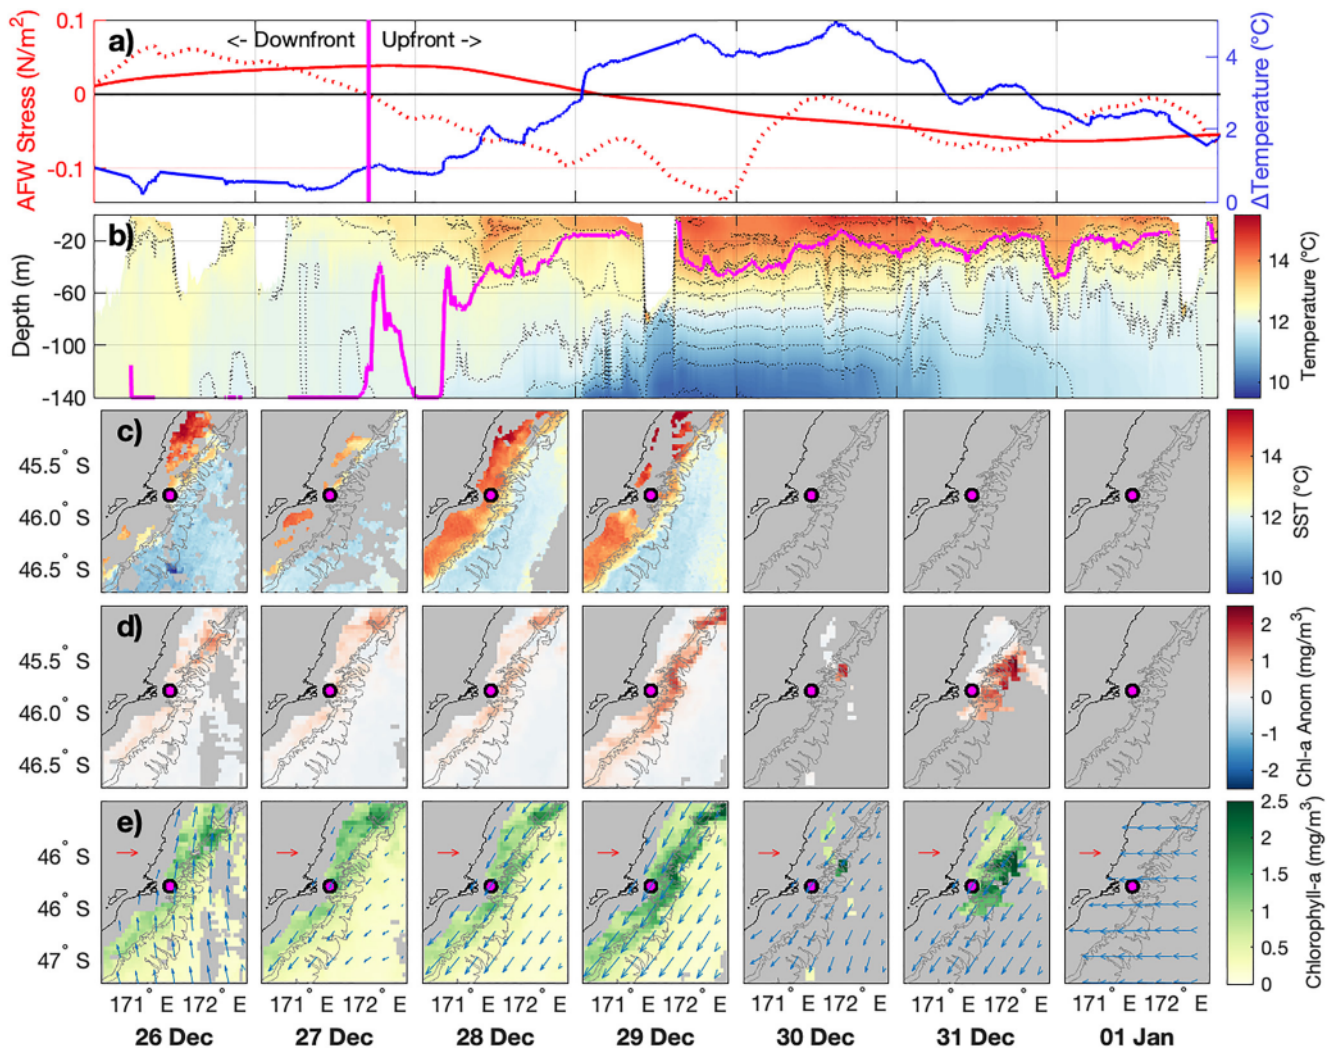 0.1
a)
<- Downfront
Upfront ->
AFW Stress (N/m²)
0
-0.1
4
2
0
ΔTemperature (°C)
b)
-20
-60
-100
-140
Depth (m)
14
12
10
Temperature (°C)
c)
45.5° S
46.0° S
46.5° S
14
12
10
SST (°C)
d)
45.5° S
46.0° S
46.5° S
2
1
0
-1
-2
Chl-a Anom (mg/m³)
e)
46° S
46° S
47° S
2.5
2
1.5
1
0.5
0
Chlorophyll-a (mg/m³)
171° E 172° E
171° E 172° E
171° E 172° E
171° E 172° E
171° E 172° E
171° E 172° E
171° E 172° E
26 Dec
27 Dec
28 Dec
29 Dec
30 Dec
31 Dec
01 Jan